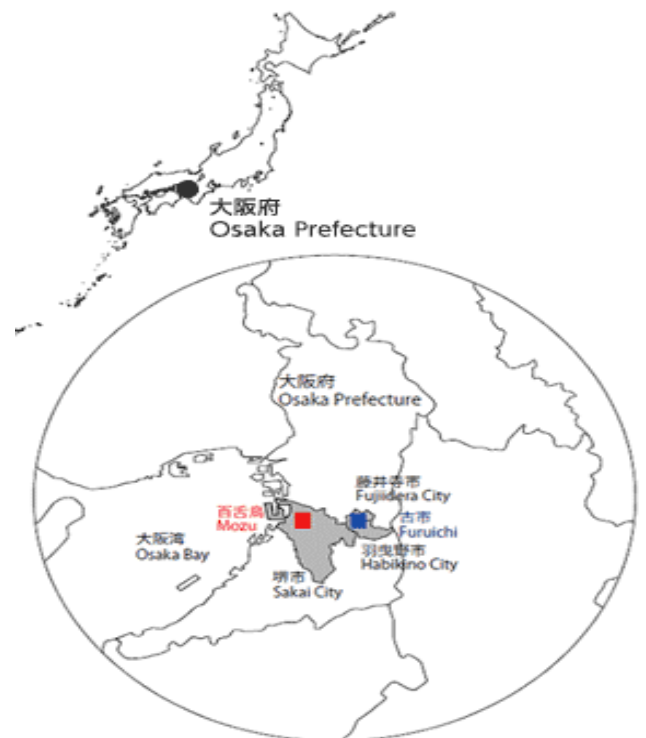 大阪府
Osaka Prefecture
大阪府
Osaka Prefecture
藤井寺市
Fujiidera City
百舌鳥
Mozu
古市
Furuichi
大阪湾
Osaka Bay
羽曳野市
Habikino City
堺市
Sakai City